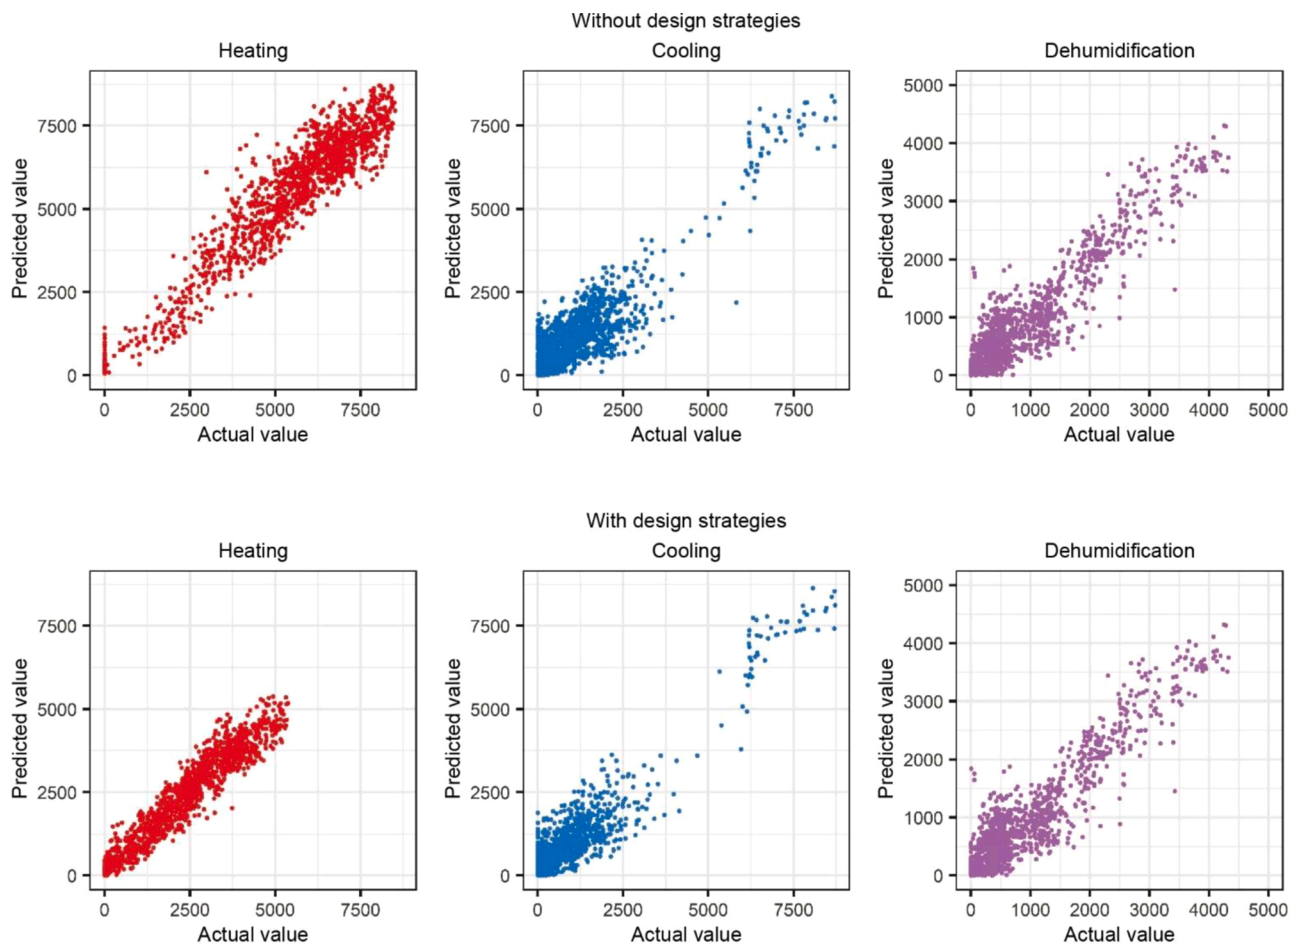 Without design strategies
Heating
Cooling
Dehumidification
Predicted value
7500
5000
2500
0
0 2500 5000 7500
Actual value
Predicted value
7500
5000
2500
0
0 2500 5000 7500
Actual value
Predicted value
5000
4000
3000
2000
1000
0
0 1000 2000 3000 4000 5000
Actual value
With design strategies
Heating
Cooling
Dehumidification
Predicted value
7500
5000
2500
0
0 2500 5000 7500
Actual value
Predicted value
7500
5000
2500
0
0 2500 5000 7500
Actual value
Predicted value
5000
4000
3000
2000
1000
0
0 1000 2000 3000 4000 5000
Actual value